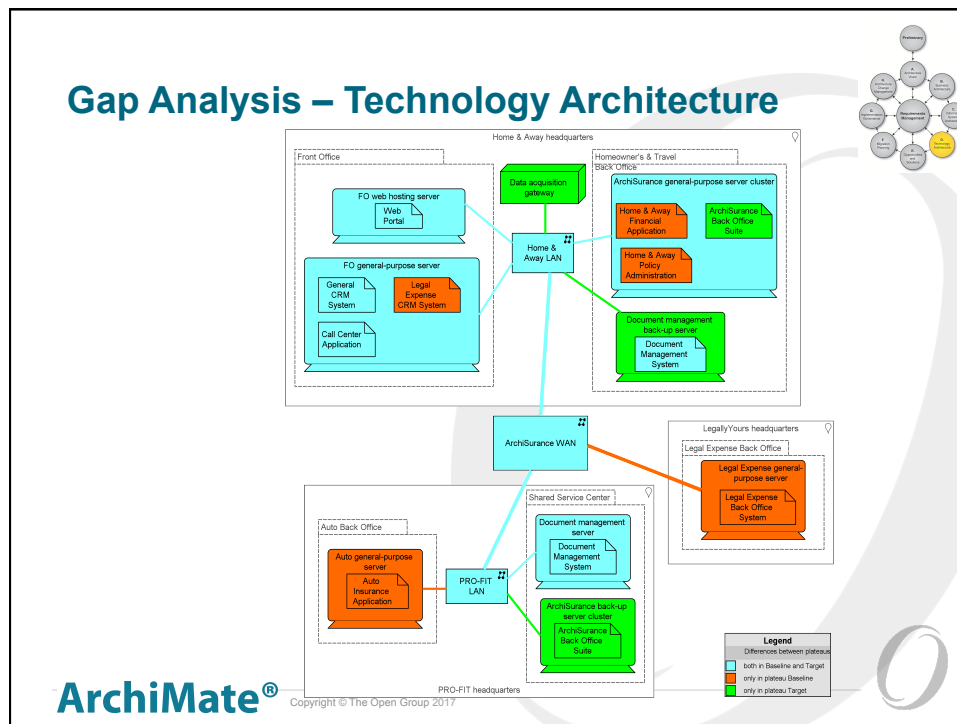 Gap Analysis – Technology Architecture
Preliminary
Requirements
Management
Home & Away headquarters
Front Office
FO web hosting server
Web
Portal
FO general-purpose server
General
CRM
System
Legal
Expense
CRM System
Call Center
Application
Data acquisition
gateway
Home &
Away LAN
Homeowner's & Travel
Back Office
ArchiSurance general-purpose server cluster
Home & Away
Financial
Application
ArchiSurance
Back Office
Suite
Home & Away
Policy
Administration
Document management
back-up server
Document
Management
System
ArchiSurance WAN
LegallyYours headquarters
Legal Expense Back Office
Legal Expense general-
purpose server
Legal Expense
Back Office
System
Auto Back Office
Auto general-purpose
server
Auto
Insurance
Application
PRO-FIT
LAN
Shared Service Center
Document management
server
Document
Management
System
ArchiSurance back-up
server cluster
ArchiSurance
Back Office
Suite
PRO-FIT headquarters
Legend
Differences between plateaus
both in Baseline and Target
only in plateau Baseline
only in plateau Target
ArchiMate®
Copyright © The Open Group 2017